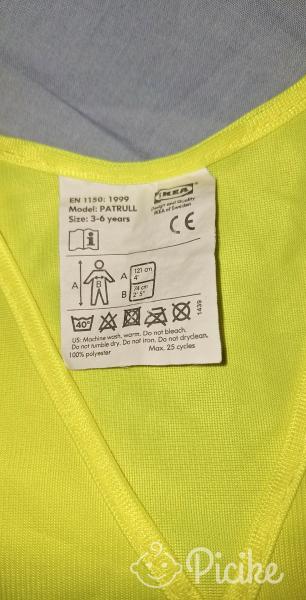 EN 1150: 1999
Model: PATRULL
Size: 3-6 years
IKEA
Design and Quality
IKEA of Sweden
CE
i
A
B
A 121 cm
4'
B 74 cm
2' 5"
40°
1439
US: Machine wash, warm. Do not bleach.
Do not tumble dry. Do not iron. Do not dryclean.
100% polyester Max. 25 cycles
Picike